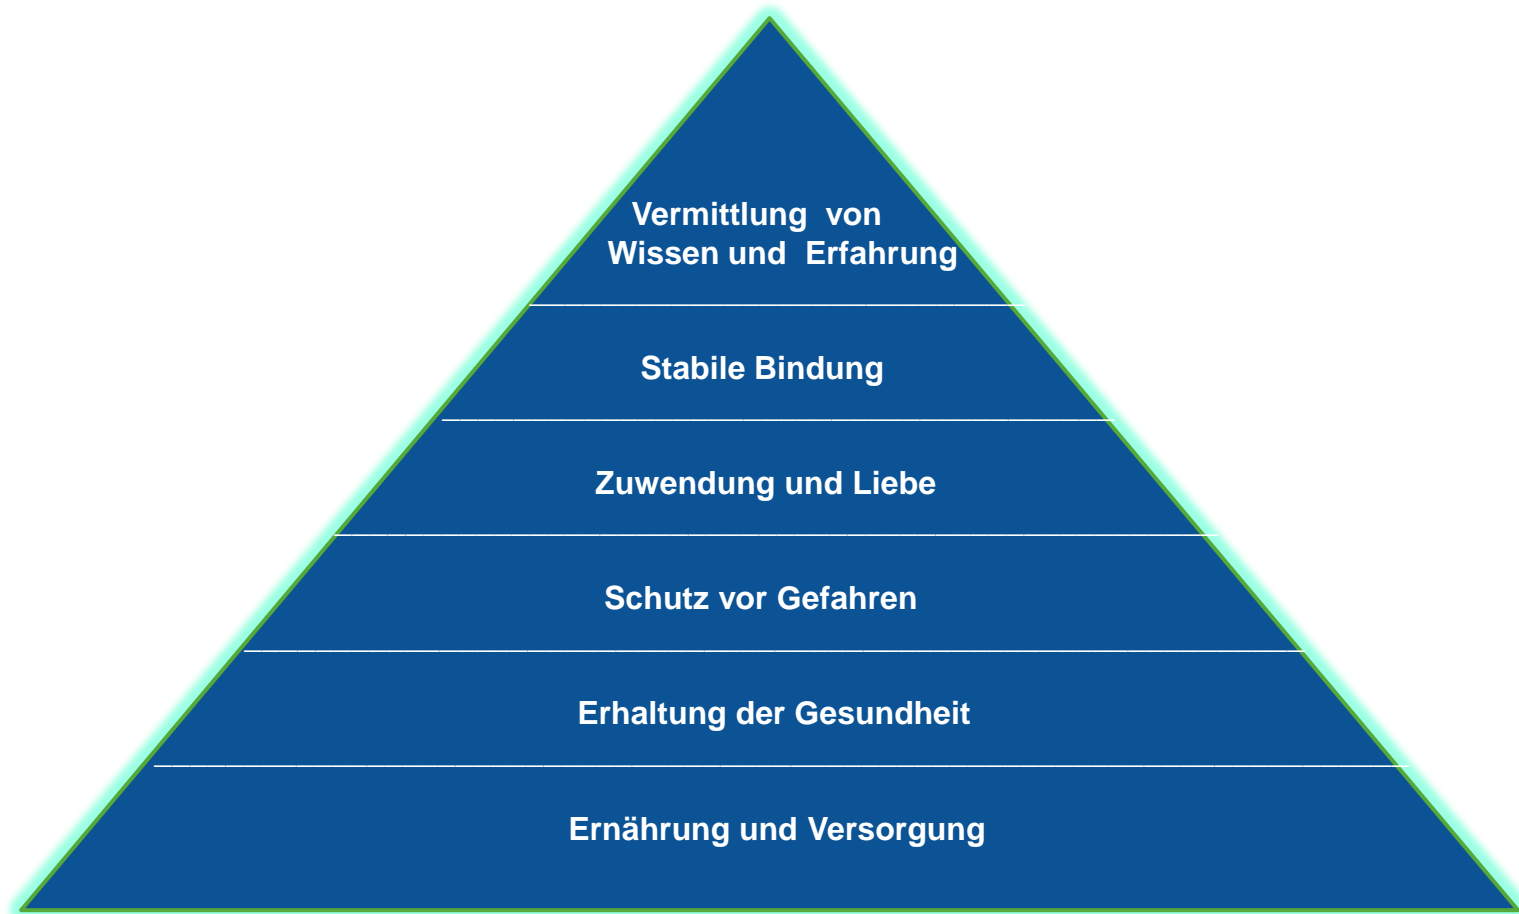 Vermittlung von
Wissen und Erfahrung
Stabile Bindung
Zuwendung und Liebe
Schutz vor Gefahren
Erhaltung der Gesundheit
Ernährung und Versorgung